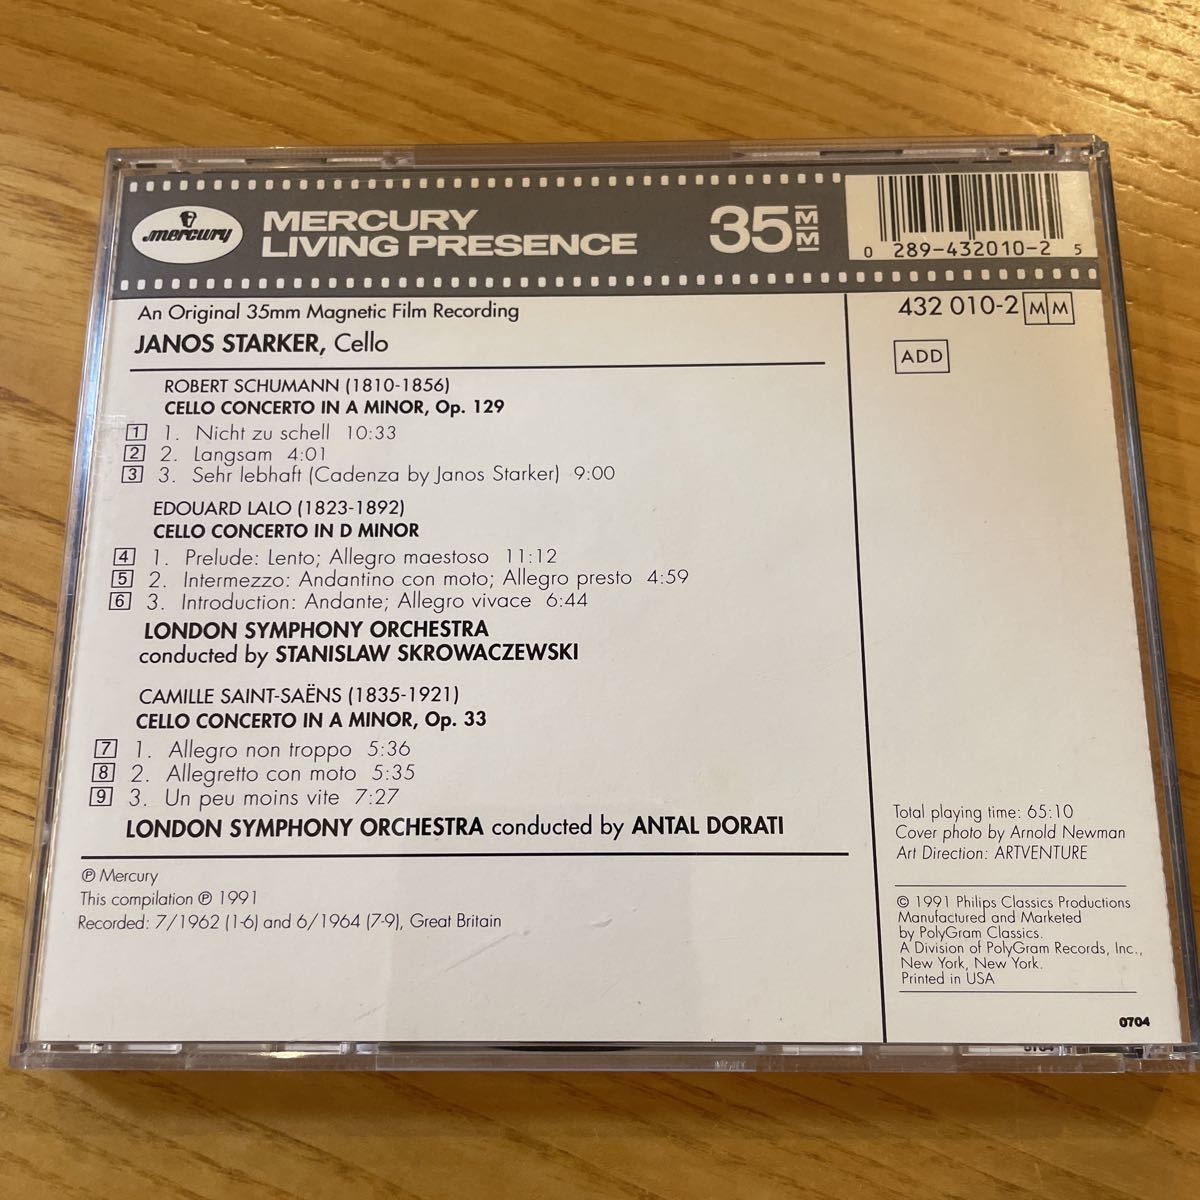 mercury
MERCURY
LIVING PRESENCE
35MM
0 289-432010-2 5
An Original 35mm Magnetic Film Recording
JANOS STARKER, Cello
ROBERT SCHUMANN (1810-1856)
CELLO CONCERTO IN A MINOR, Op. 129
1 1. Nicht zu schell 10:33
2 2. Langsam 4:01
3 3. Sehr lebhaft (Cadenza by Janos Starker) 9:00
EDOUARD LALO (1823-1892)
CELLO CONCERTO IN D MINOR
4 1. Prelude: Lento; Allegro maestoso 11:12
5 2. Intermezzo: Andantino con moto; Allegro presto 4:59
6 3. Introduction: Andante; Allegro vivace 6:44
LONDON SYMPHONY ORCHESTRA
conducted by STANISLAW SKROWACZEWSKI
CAMILLE SAINT-SAËNS (1835-1921)
CELLO CONCERTO IN A MINOR, Op. 33
7 1. Allegro non troppo 5:36
8 2. Allegretto con moto 5:35
9 3. Un peu moins vite 7:27
LONDON SYMPHONY ORCHESTRA conducted by ANTAL DORATI
℗ Mercury
This compilation ℗ 1991
Recorded: 7/1962 (1-6) and 6/1964 (7-9), Great Britain
432 010-2 MM
ADD
Total playing time: 65:10
Cover photo by Arnold Newman
Art Direction: ARTVENTURE
© 1991 Philips Classics Productions
Manufactured and Marketed
by PolyGram Classics.
A Division of PolyGram Records, Inc.,
New York, New York.
Printed in USA
0704